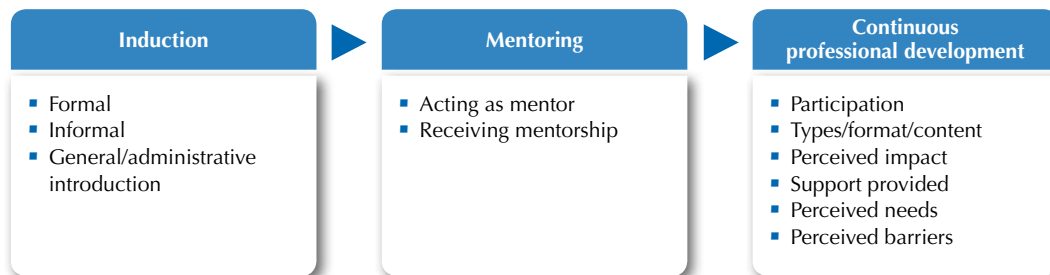 Induction
Formal
Informal
General/administrative
introduction
Mentoring
Acting as mentor
Receiving mentorship
Continuous
professional development
Participation
Types/format/content
Perceived impact
Support provided
Perceived needs
Perceived barriers